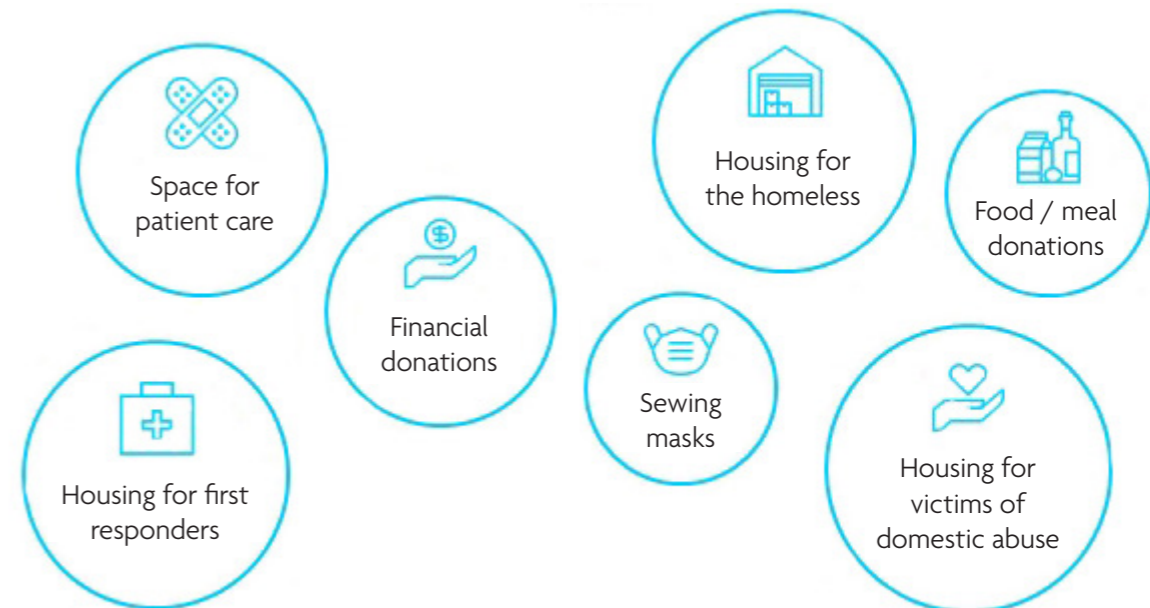 Space for
patient care
Financial
donations
Housing for first
responders
Housing for
the homeless
Food / meal
donations
Sewing
masks
Housing for
victims of
domestic abuse